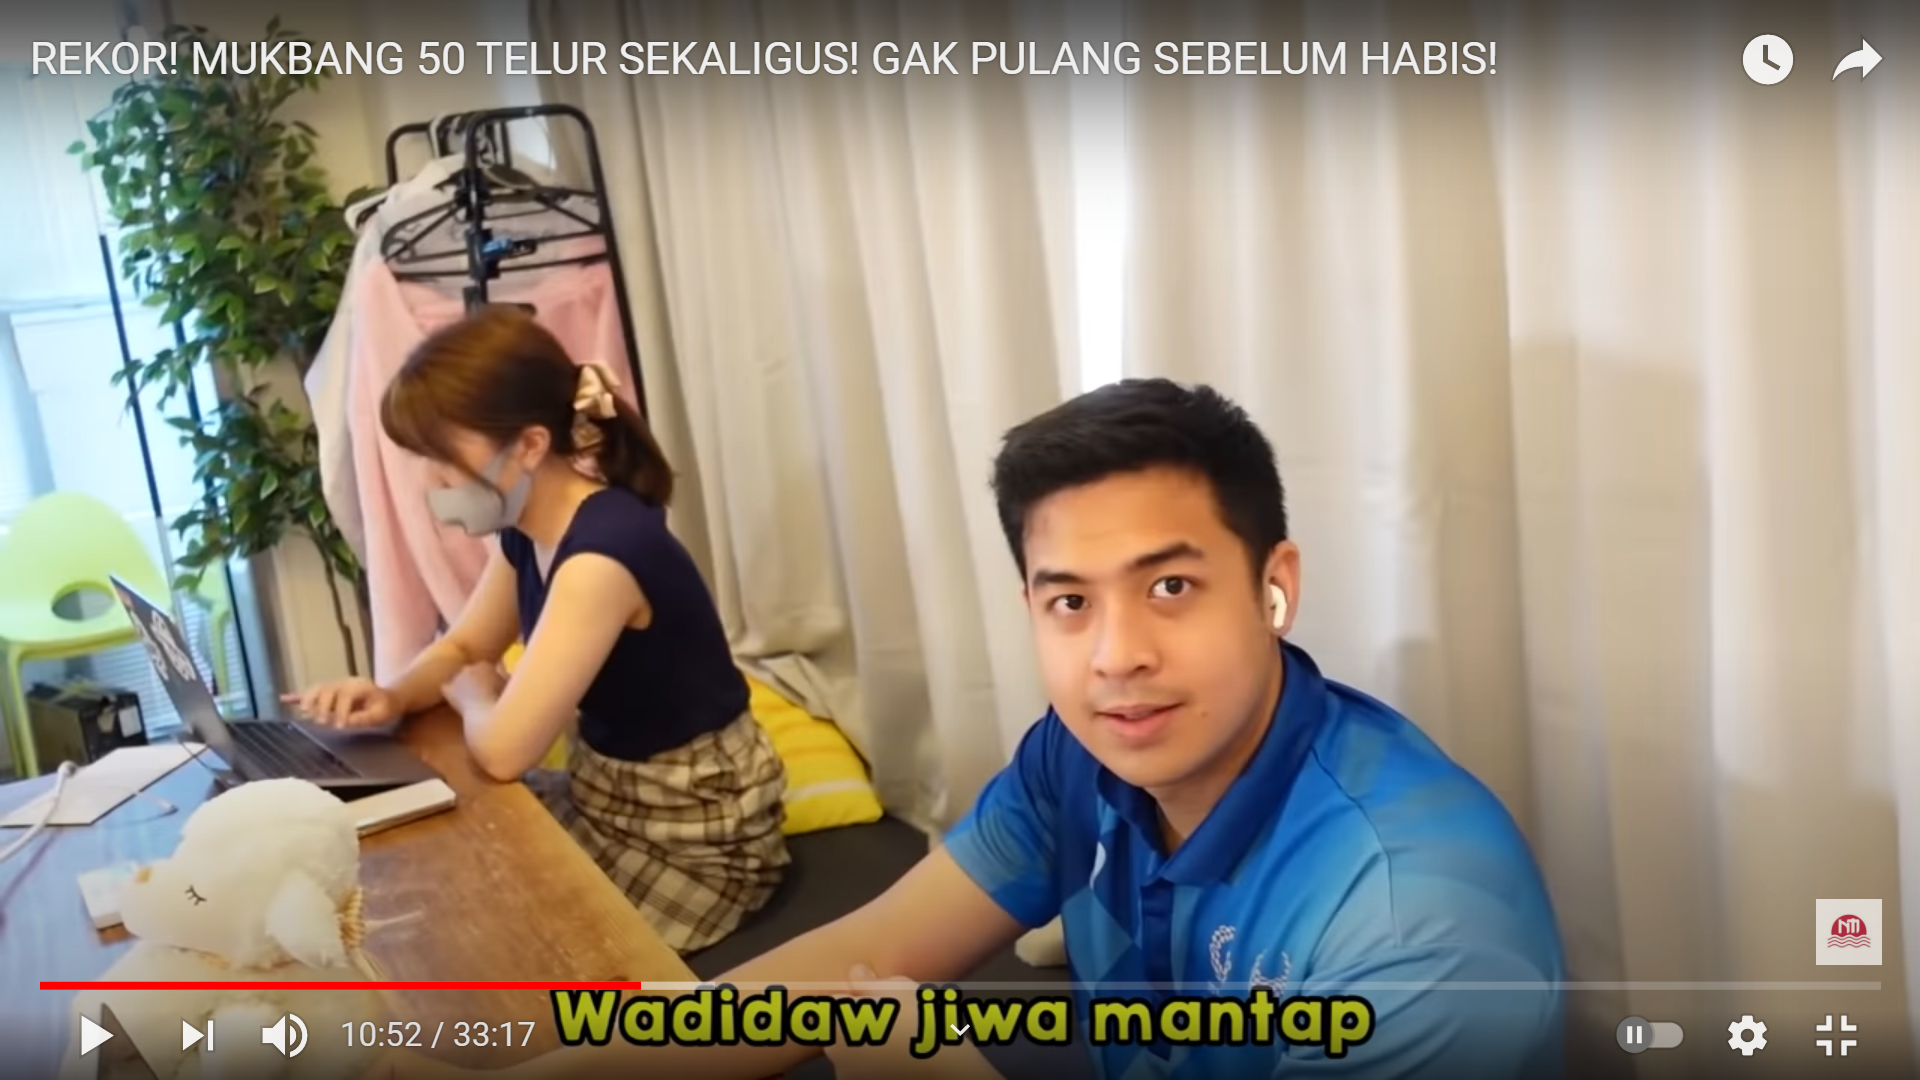 REKOR! MUKBANG 50 TELUR SEKALIGUS! GAK PULANG SEBELUM HABIS!
10:52 / 33:17
Wadidaw jiwa mantap